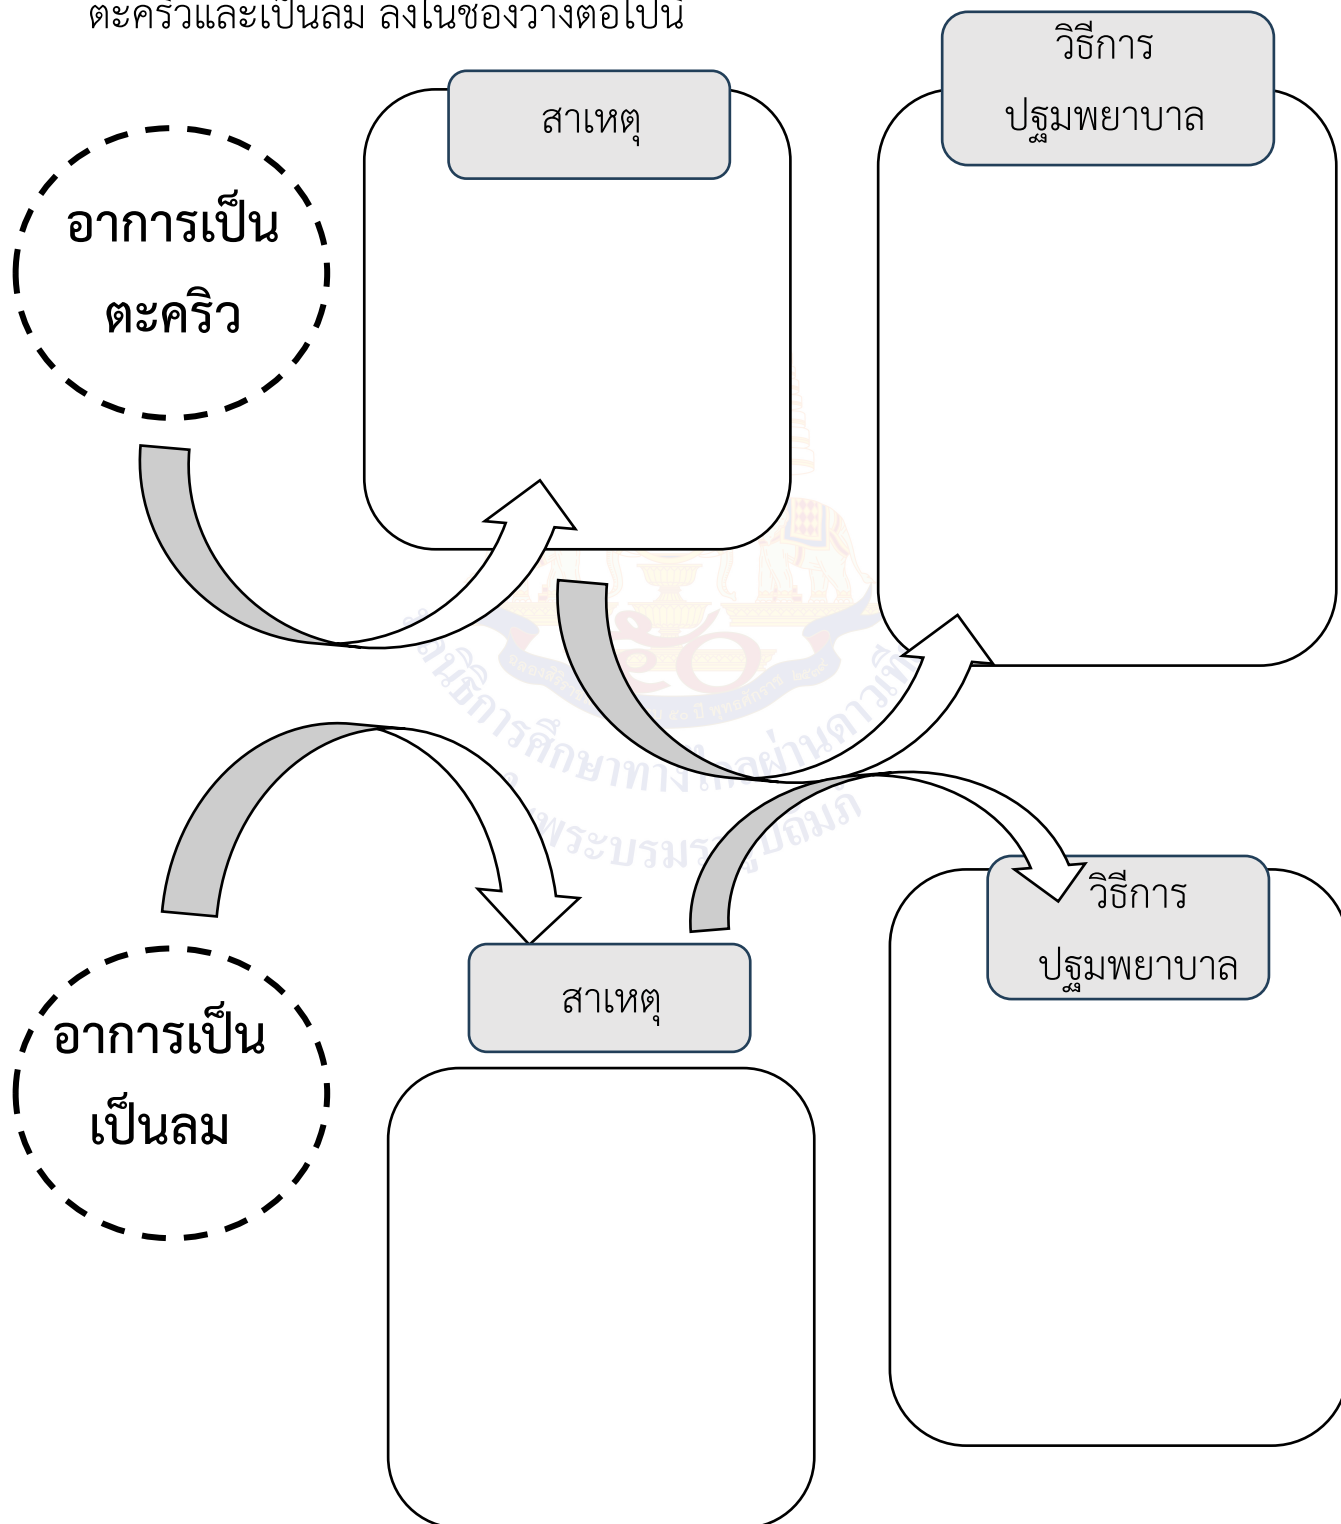 ตะคริวและเป็นลม ลงในช่องว่างต่อไปนี้
วิธีการ
ปฐมพยาบาล
สาเหตุ
อาการเป็น
ตะคริว
วิธีการ
ปฐมพยาบาล
สาเหตุ
อาการเป็น
เป็นลม